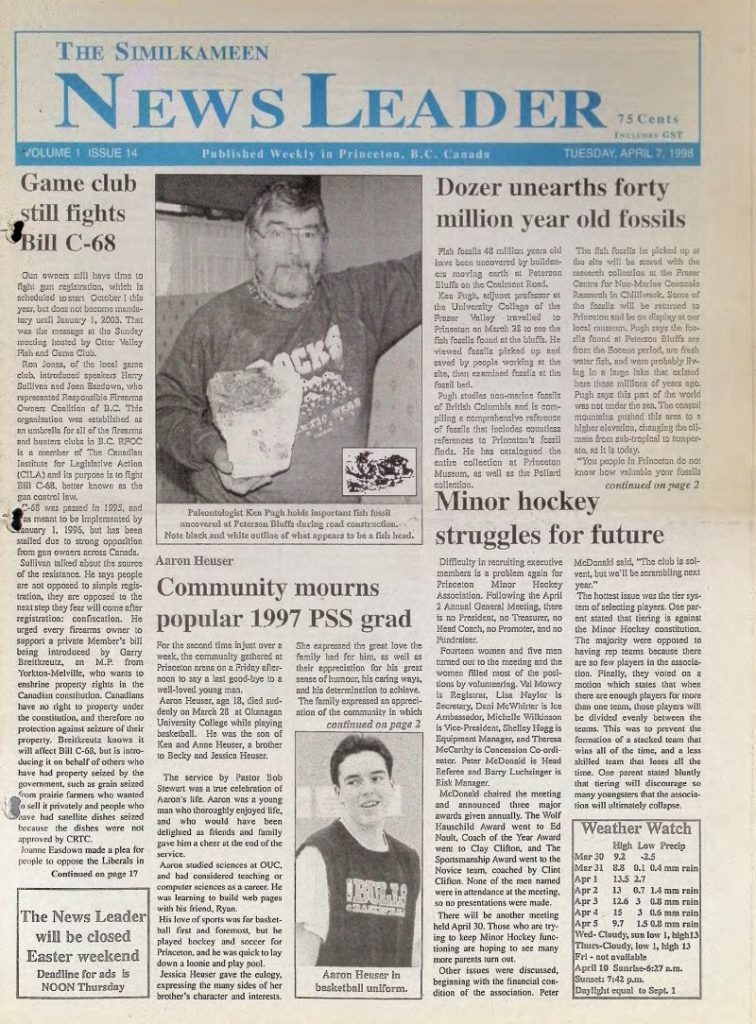 THE SIMILKAMEEN
NEWS LEADER
75 Cents
INCLUDES GST
VOLUME 1 ISSUE 14
Published Weekly in Princeton, B.C. Canada
TUESDAY, APRIL 7, 1998
Game club
still fights
Bill C-68
Gun owners still have time to
fight gun registration, which is
scheduled to start October 1 this
year, but does not become manda-
tory until January 1, 2003. That
was the message at the Sunday
meeting hosted by Otter Valley
Fish and Game Club.
Ron Jones, of the local game
club, introduced speakers Harry
Sullivan and Joan Easdown, who
represented Responsible Firearms
Owners Coalition of B.C. This
organization was established as
an umbrella for all of the firearms
and hunters clubs in B.C. RFOC
is a member of The Canadian
Institute for Legislative Action
(CILA) and its purpose is to fight
Bill C-68, better known as the
gun control law.
C-68 was passed in 1995, and
was meant to be implemented by
January 1, 1996, but has been
stalled due to strong opposition
from gun owners across Canada.
Sullivan talked about the source
of the resistance. He says people
are not opposed to simple regis-
tration, they are opposed to the
next step they fear will come after
registration: confiscation. He
urged every firearms owner to
support a private Member's bill
being introduced by Garry
Breitkreutz, an M.P. from
Yorkton-Melville, who wants to
enshrine property rights in the
Canadian constitution. Canadians
have no right to property under
the constitution, and therefore no
protection against seizure of their
property. Breitkreutz knows it
will affect Bill C-68, but is intro-
ducing it on behalf of others who
have had property seized by the
government, such as grain seized
from prairie farmers who wanted
to sell it privately and people who
have had satellite dishes seized
because the dishes were not
approved by CRTC.
Joanne Easdown made a plea for
people to oppose the Liberals in
Continued on page 17
The News Leader
will be closed
Easter weekend
Deadline for ads is
NOON Thursday
ROCKS
Paleontologist Ken Pugh holds important fish fossil
uncovered at Peterson Bluffs during road construction.
Note black and white outline of what appears to be a fish head.
Aaron Heuser
Community mourns
popular 1997 PSS grad
For the second time in just over a
week, the community gathered at
Princeton arena on a Friday after-
noon to say a last good-bye to a
well-loved young man.
Aaron Heuser, age 18, died sud-
denly on March 28 at Okanagan
University College while playing
basketball. He was the son of
Ken and Anne Heuser, a brother
to Becky and Jessica Heuser.
The service by Pastor Bob
Stewart was a true celebration of
Aaron's life. Aaron was a young
man who thoroughly enjoyed life,
and who would have been
delighed as friends and family
gave him a cheer at the end of the
service.
Aaron studied sciences at OUC,
and had considered teaching or
computer sciences as a career. He
was learning to build web pages
with his friend, Ryan.
His love of sports was for basket-
ball first and foremost, but he
played hockey and soccer for
Princeton, and he was quick to lay
down a loonie and play pool.
Jessica Heuser gave the eulogy,
expressing the many sides of her
brother's character and interests.
She expressed the great love the
family had for him, as well as
their appreciation for his great
sense of humour, his caring ways,
and his determination to achieve.
The family expressed an apprecia-
tion of the community in which
continued on page 2
BULLS
BASKETBALL
Aaron Heuser in
basketball uniform.
Dozer unearths forty
million year old fossils
Fish fossils 48 million years old
have been uncovered by bulldoz-
ers moving earth at Peterson
Bluffs on the Coalmont Road.
Ken Pugh, adjunct professor at
the University College of the
Fraser Valley travelled to
Princeton on March 28 to see the
fish fossils found at the bluffs. He
viewed fossils picked up and
saved by people working at the
site, then examined fossils at the
fossil bed.
Pugh studies non-marine fossils
of British Columbia and is com-
piling a comprehensive reference
of fossils that includes countless
references to Princeton's fossil
finds. He has catalogued the
entire collection at Princeton
Museum, as well as the Pollard
collection.
The fish fossils he picked up at
the site will be stored with the
research collection at the Fraser
Centre for Non-Marine Cenozoic
Research in Chilliwack. Some of
the fossils will be returned to
Princeton and be on display at our
local museum. Pugh says the fos-
sils found at Peterson Bluffs are
from the Eocene period, are fresh
water fish, and were probably liv-
ing in a large lake that existed
here those millions of years ago.
Pugh says this part of the world
was not under the sea. The coastal
mountains pushed this area to a
higher elevation, changing the cli-
mate from sub-tropical to temper-
ate, as it is today.
"You people in Princeton do not
know how valuable your fossils
continued on page 2
Minor hockey
struggles for future
Difficulty in recruiting executive
members is a problem again for
Princeton Minor Hockey
Association. Following the April
2 Annual General Meeting, there
is no President, no Treasurer, no
Head Coach, no Promoter, and no
Fundraiser.
Fourteen women and five men
turned out to the meeting and the
women filled most of the posi-
tions by volunteering. Val Mowry
is Registrar, Lisa Naylor is
Secretary, Dani McWhirter is Ice
Ambassador, Michelle Wilkinson
is Vice-President, Shelley Hogg is
Equipment Manager, and Theresa
McCarthy is Concession Co-ordi-
nator. Peter McDonald is Head
Referee and Barry Luchsinger is
Risk Manager.
McDonald chaired the meeting
and announced three major
awards given annually. The Wolf
Hauschild Award went to Ed
Nault, Coach of the Year Award
went to Clay Clifton, and The
Sportsmanship Award went to the
Novice team, coached by Clint
Clifton. None of the men named
were in attendance at the meeting,
so no presentations were made.
There will be another meeting
held April 30. Those who are try-
ing to keep Minor Hockey func-
tioning are hoping to see many
more parents turn out.
Other issues were discussed,
beginning with the financial con-
dition of the association. Peter
McDonald said, "The club is sol-
vent, but we'll be scrembling next
year."
The hottest issue was the tier sys-
tem of selecting players. One par-
ent stated that tiering is against
the Minor Hockey constitution.
The majority were opposed to
having rep teams because there
are so few players in the associa-
tion. Finally, they voted on a
motion which states that when
there are enough players for more
than one team, those players will
be divided evenly between the
teams. This was to prevent the
formation of a stacked team that
wins all of the time, and a less
skilled team that loses all the
time. One parent stated bluntly
that tiering will discourage so
many youngsters that the associa-
tion will ultimately collapse.
Weather Watch
High Low Precip
Mar 30 9.2 -2.5
Mar 31 8.8 0.1 0.4 mm rain
Apr 1 13.5 2.7
Apr 2 13 0.7 1.4 mm rain
Apr 3 12.6 3 0.8 mm rain
Apr 4 15 3 0.6 mm rain
Apr 5 9.7 1.5 0.8 mm rain
Wed- Cloudy, sun low 1, high13
Thurs-Cloudy, low 1, high 13
Fri - not available
April 10 Sunrise-6:27 a.m.
Sunset: 7:42 p.m.
Daylight equal to Sept. 1